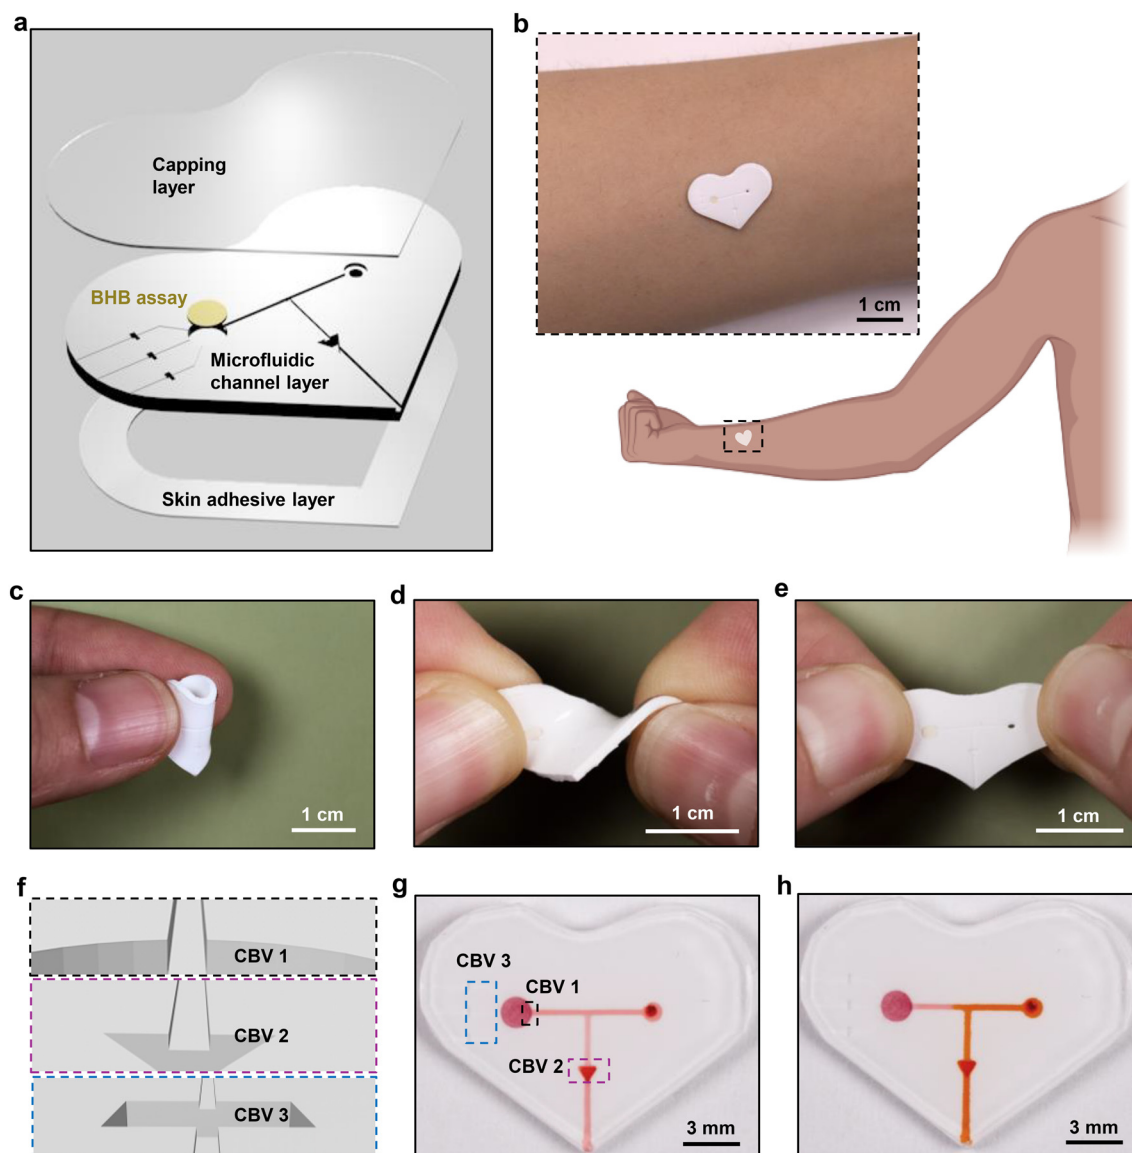 a
Capping
layer
BHB assay
Microfluidic
channel layer
Skin adhesive layer
b
1 cm
c
1 cm
d
1 cm
e
1 cm
f
CBV 1
CBV 2
CBV 3
g
CBV 3
CBV 1
CBV 2
3 mm
h
3 mm